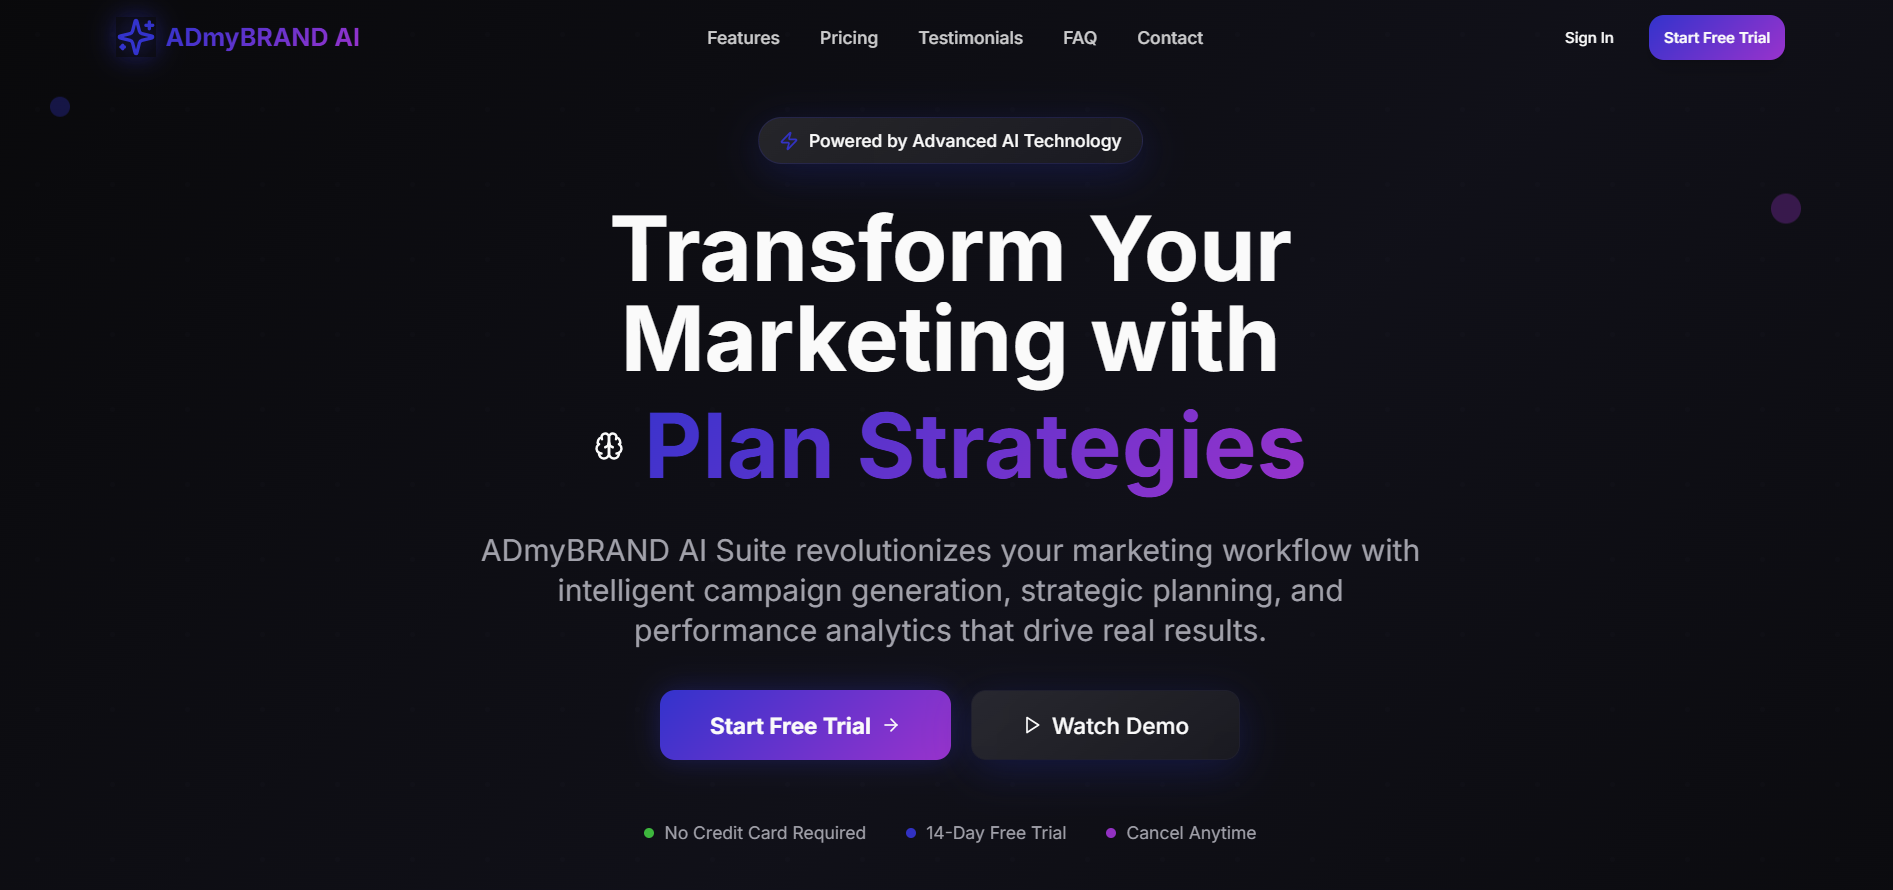 ADmyBRAND AI
Features
Pricing
Testimonials
FAQ
Contact
Sign In
Start Free Trial
Powered by Advanced AI Technology
Transform Your
Marketing with
Plan Strategies
ADmyBRAND AI Suite revolutionizes your marketing workflow with
intelligent campaign generation, strategic planning, and
performance analytics that drive real results.
Start Free Trial →
Watch Demo
No Credit Card Required
14-Day Free Trial
Cancel Anytime